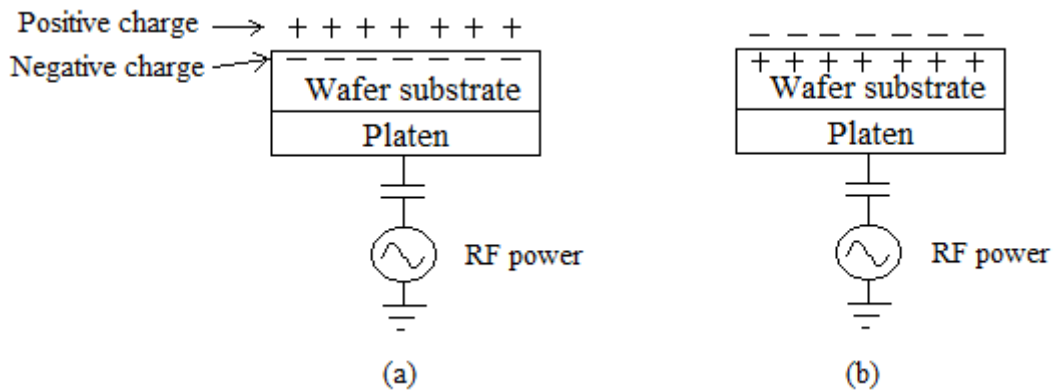 Positive charge
+ + + + + + +
Negative charge
− − − − − − −
Wafer substrate
Platen
RF power
(a)
− − − − − − −
+ + + + + + +
Wafer substrate
Platen
RF power
(b)